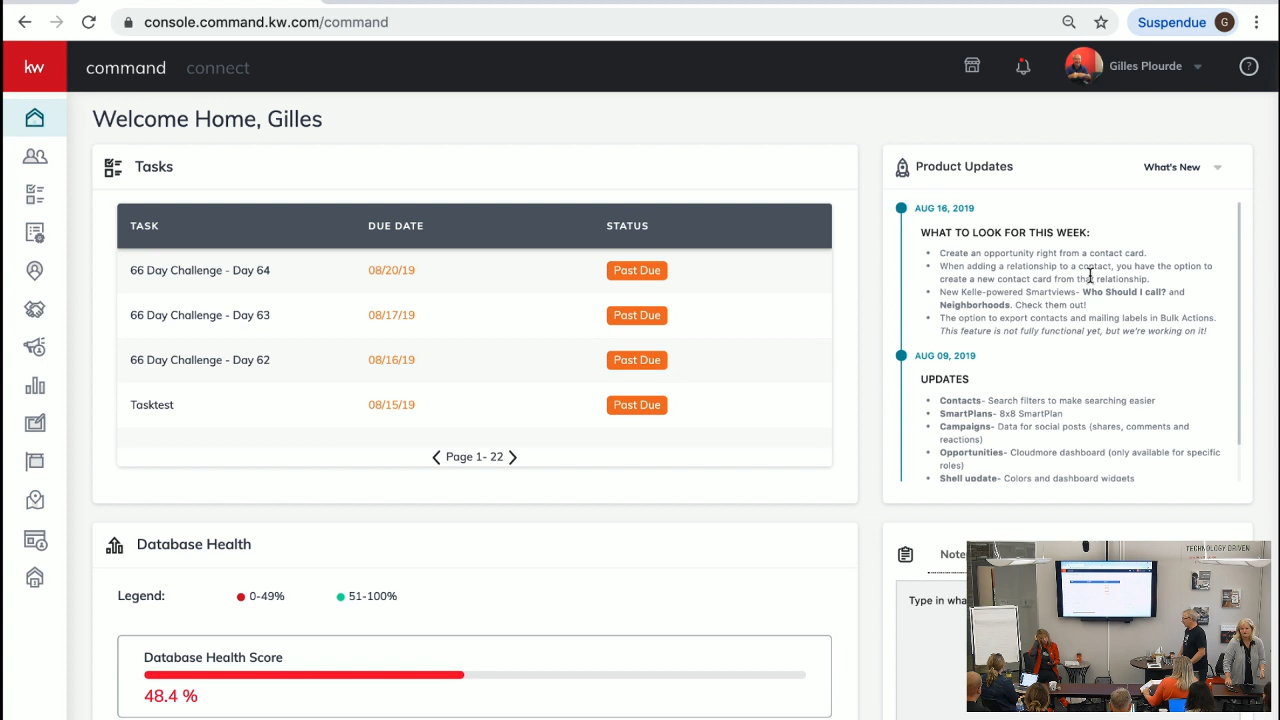 console.command.kw.com/command
Suspendue
G
kw
command connect
Gilles Plourde
?
Welcome Home, Gilles
Tasks
TASK DUE DATE STATUS
66 Day Challenge - Day 64 08/20/19 Past Due
66 Day Challenge - Day 63 08/17/19 Past Due
66 Day Challenge - Day 62 08/16/19 Past Due
Tasktest 08/15/19 Past Due
Page 1- 22
Product Updates
What's New
AUG 16, 2019
WHAT TO LOOK FOR THIS WEEK:
Create an opportunity right from a contact card.
When adding a relationship to a contact, you have the option to
create a new contact card from that relationship.
New Kelle-powered Smartviews- Who Should I call? and
Neighborhoods. Check them out!
The option to export contacts and mailing labels in Bulk Actions.
This feature is not fully functional yet, but we're working on it!
AUG 09, 2019
UPDATES
Contacts- Search filters to make searching easier
SmartPlans- 8x8 SmartPlan
Campaigns- Data for social posts (shares, comments and
reactions)
Opportunities- Cloudmore dashboard (only available for specific
roles)
Shell update- Colors and dashboard widgets
Database Health
Legend: 0-49% 51-100%
Database Health Score
48.4 %
Note
Type in wha
TECHNOLOGY DRIVEN